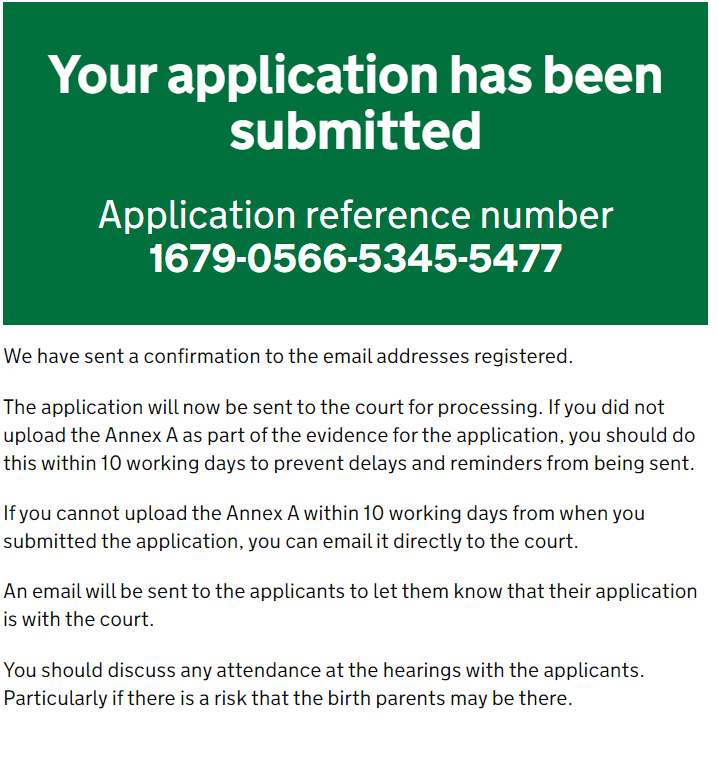 Your application has been
submitted
Application reference number
1679-0566-5345-5477
We have sent a confirmation to the email addresses registered.
The application will now be sent to the court for processing. If you did not
upload the Annex A as part of the evidence for the application, you should do
this within 10 working days to prevent delays and reminders from being sent.
If you cannot upload the Annex A within 10 working days from when you
submitted the application, you can email it directly to the court.
An email will be sent to the applicants to let them know that their application
is with the court.
You should discuss any attendance at the hearings with the applicants.
Particularly if there is a risk that the birth parents may be there.